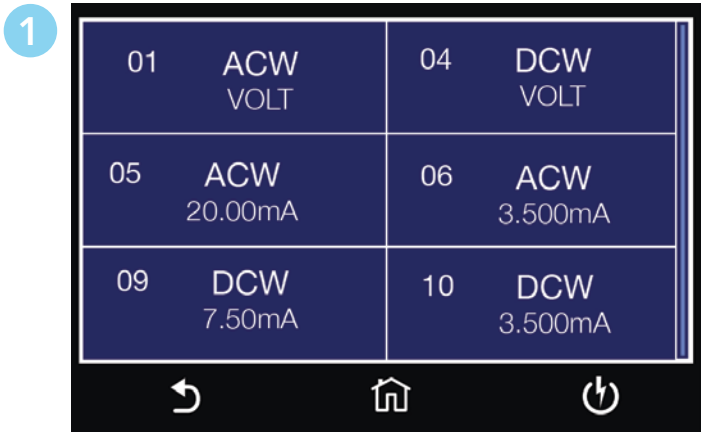 1
01 ACW
VOLT
04 DCW
VOLT
05 ACW
20.00mA
06 ACW
3.500mA
09 DCW
7.50mA
10 DCW
3.500mA